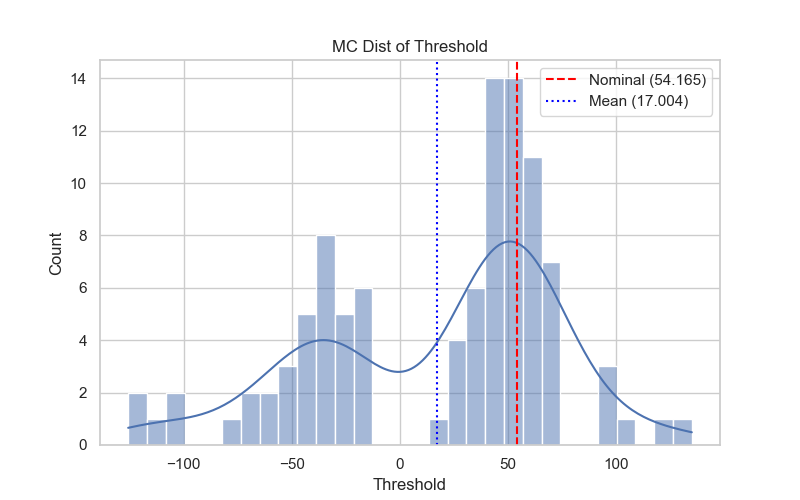 MC Dist of Threshold
Nominal (54.165)
Mean (17.004)
Count
14
12
10
8
6
4
2
0
−100
−50
0
50
100
Threshold